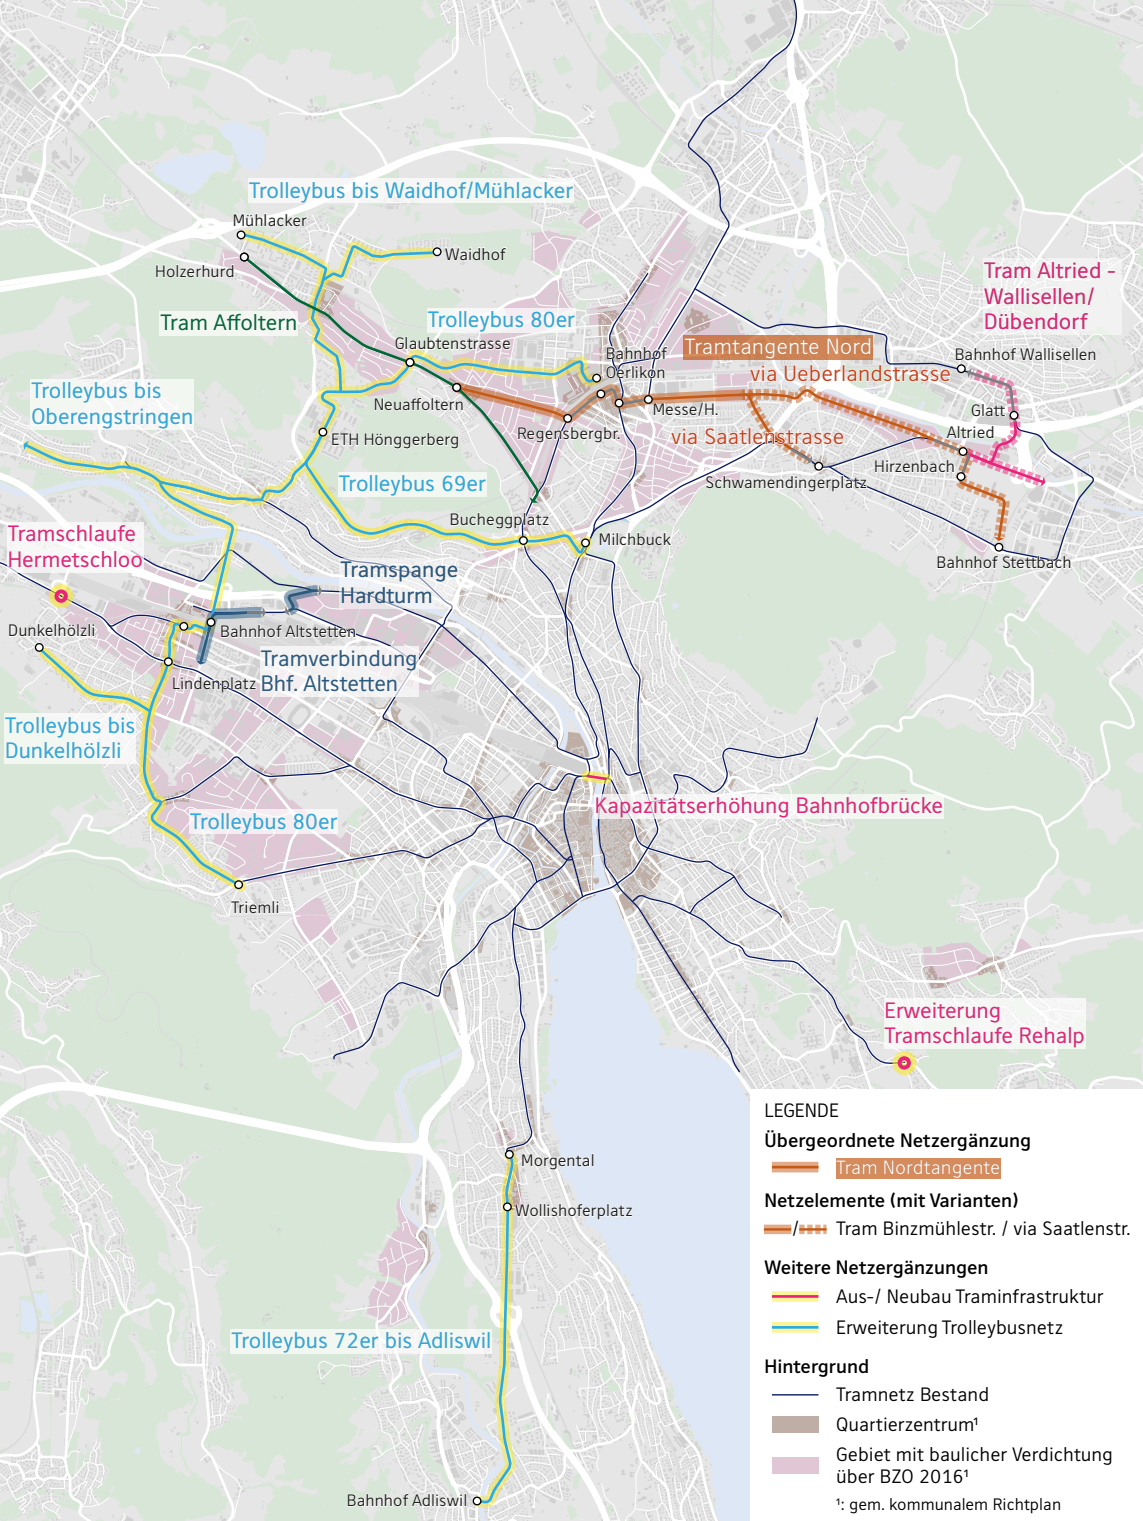 Trolleybus bis Waidhof/Mühlacker
Mühlacker
Waidhof
Holzerhurd
Tram Affoltern
Trolleybus 80er
Glaubtenstrasse
Tram Altried -
Wallisellen/
Dübendorf
Tramtangente Nord
Bahnhof
Oerlikon
via Ueberlandstrasse
Bahnhof Wallisellen
Trolleybus bis
Oberengstringen
Neuaffoltern
Messe/H.
Glatt
Regensbergbr.
via Saatlenstrasse
Altried
ETH Hönggerberg
Hirzenbach
Trolleybus 69er
Schwamendingerplatz
Bucheggplatz
Milchbuck
Tramschlaufe
Hermetschloo
Bahnhof Stettbach
Tramspange
Hardturm
Dunkelhölzli
Bahnhof Altstetten
Tramverbindung
Bhf. Altstetten
Lindenplatz
Trolleybus bis
Dunkelhölzli
Kapazitätserhöhung Bahnhofbrücke
Trolleybus 80er
Triemli
Erweiterung
Tramschlaufe Rehalp
Morgental
Wollishoferplatz
Trolleybus 72er bis Adliswil
Bahnhof Adliswil
LEGENDE
Übergeordnete Netzergänzung
Tram Nordtangente
Netzelemente (mit Varianten)
/ Tram Binzmühlestr. / via Saatlenstr.
Weitere Netzergänzungen
Aus-/ Neubau Traminfrastruktur
Erweiterung Trolleybusnetz
Hintergrund
Tramnetz Bestand
Quartierzentrum¹
Gebiet mit baulicher Verdichtung
über BZO 2016¹
¹: gem. kommunalem Richtplan